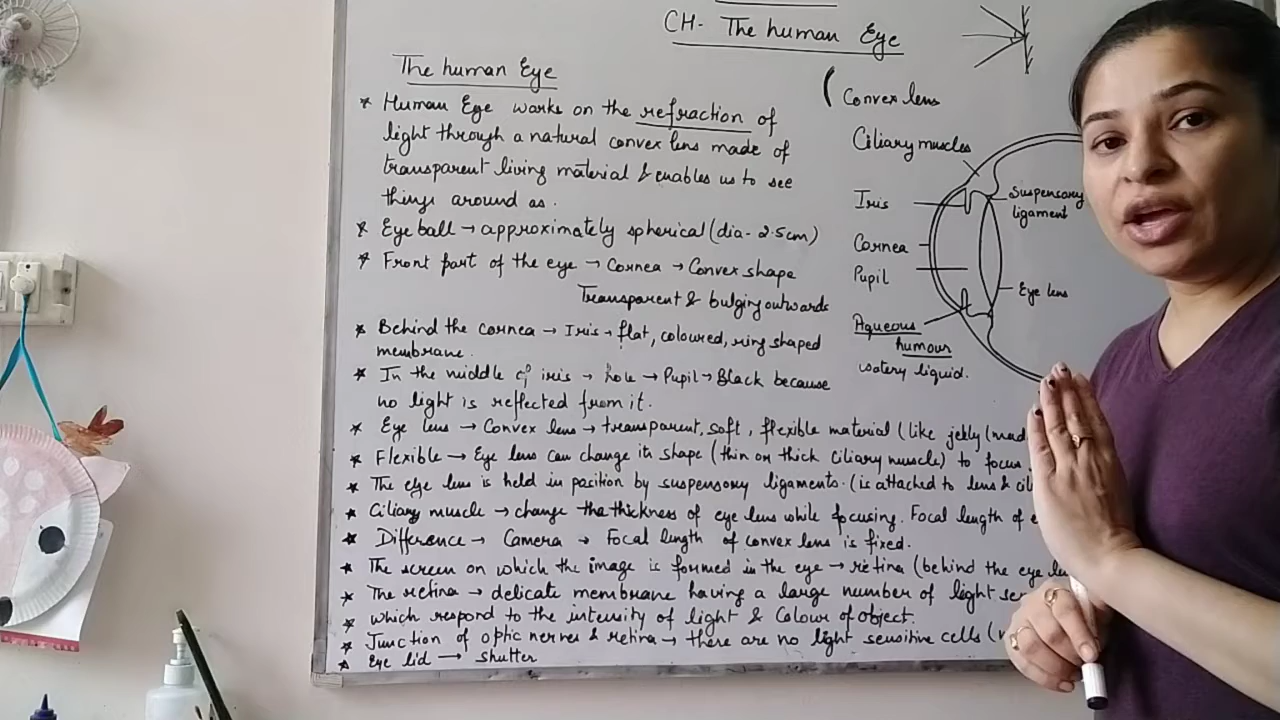 CH- The human Eye
The human Eye
* Human Eye works on the refraction of
light through a natural convex lens made of
transparent living material & enables us to see
things around as.
* Eye ball → approximately spherical (dia- 2.5cm)
* Front part of the eye → Cornea → Convex shape
Transparent & bulging outwards
* Behind the cornea → Iris → flat, coloured, ring shaped
membrane.
* In the middle of iris → hole → Pupil → Black because
no light is reflected from it.
* Eye lens → Convex lens → transparent, soft, flexible material (like jelly (mad
* Flexible → Eye lens can change its shape (thin or thick ciliary muscle) to focus
* The eye lens is held in position by suspensory ligaments. (is attached to lens & cil
* Ciliary muscle → change the thickness of eye lens while focusing. Focal length of e
* Difference → Camera → Focal length of convex lens is fixed.
* The screen on which the image is formed in the eye → retina (behind the eye le
* The retina → delicate membrane having a large number of light ser
* which respond to the intensity of light & Colour of object.
* Junction of optic nerves & retina → there are no light sensitive cells (
* Eye lid → shutter
( Convex lens
Ciliary muscles
Iris
Suspensory
ligament
Cornea
Pupil
Eye lens
Aqueous
humour
watery liquid.